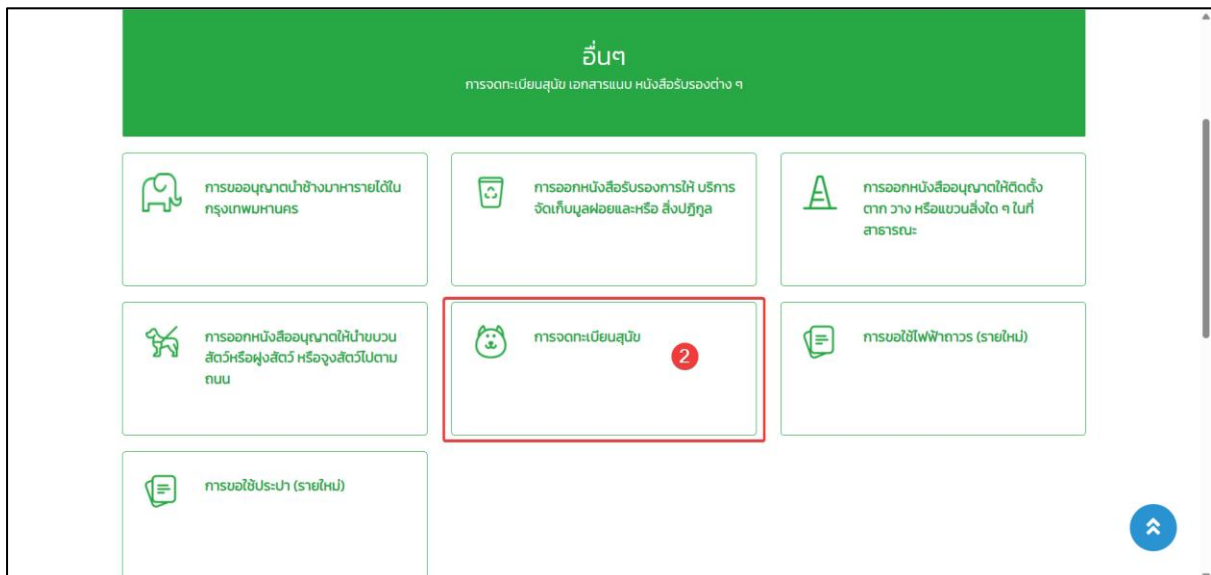 อื่นๆ
การจดทะเบียนสุนัข เอกสารแนบ หนังสือรับรองต่าง ๆ
การขออนุญาตนำช้างมาหารายได้ใน
กรุงเทพมหานคร
การออกหนังสือรับรองการให้ บริการ
จัดเก็บมูลฝอยและหรือ สิ่งปฏิกูล
การออกหนังสืออนุญาตให้ติดตั้ง
ตาก วาง หรือแขวนสิ่งใด ๆ ในที่
สาธารณะ
การออกหนังสืออนุญาตให้นำขบวน
สัตว์หรือฝูงสัตว์ หรือจูงสัตว์ไปตาม
ถนน
การจดทะเบียนสุนัข
2
การขอใช้ไฟฟ้าถาวร (รายใหม่)
การขอใช้ประปา (รายใหม่)